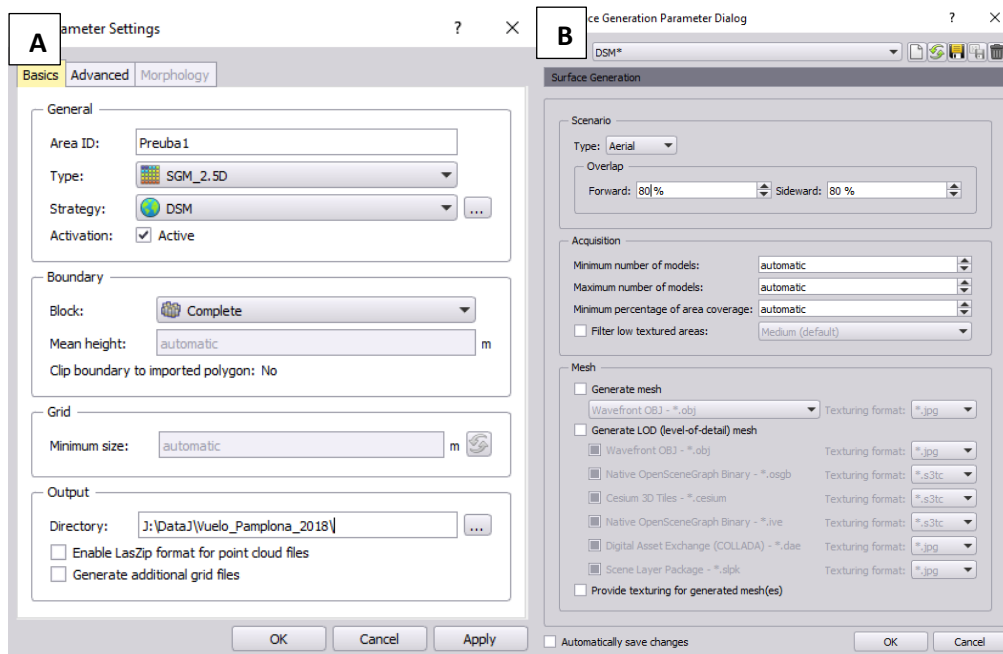 A
ameter Settings
?
Basics Advanced Morphology
General
Area ID: Preuba1
Type: SGM_2.5D
Strategy: DSM ...
Activation: Active
Boundary
Block: Complete
Mean height: automatic m
Clip boundary to imported polygon: No
Grid
Minimum size: automatic m
Output
Directory: J:\DataJ\Vuelo_Pamplona_2018\ ...
Enable LasZip format for point cloud files
Generate additional grid files
OK Cancel Apply
B
ce Generation Parameter Dialog
?
DSM*
Surface Generation
Scenario
Type: Aerial
Overlap
Forward: 80 % Sideward: 80 %
Acquisition
Minimum number of models: automatic
Maximum number of models: automatic
Minimum percentage of area coverage: automatic
Filter low textured areas: Medium (default)
Mesh
Generate mesh
Wavefront OBJ - *.obj Texturing format: *.jpg
Generate LOD (level-of-detail) mesh
Wavefront OBJ - *.obj Texturing format: *.jpg
Native OpenSceneGraph Binary - *.osgb Texturing format: *.s3tc
Cesium 3D Tiles - *.cesium Texturing format: *.s3tc
Native OpenSceneGraph Binary - *.ive Texturing format: *.s3tc
Digital Asset Exchange (COLLADA) - *.dae Texturing format: *.jpg
Scene Layer Package - *.slpk Texturing format: *.jpg
Provide texturing for generated mesh(es)
Automatically save changes OK Cancel